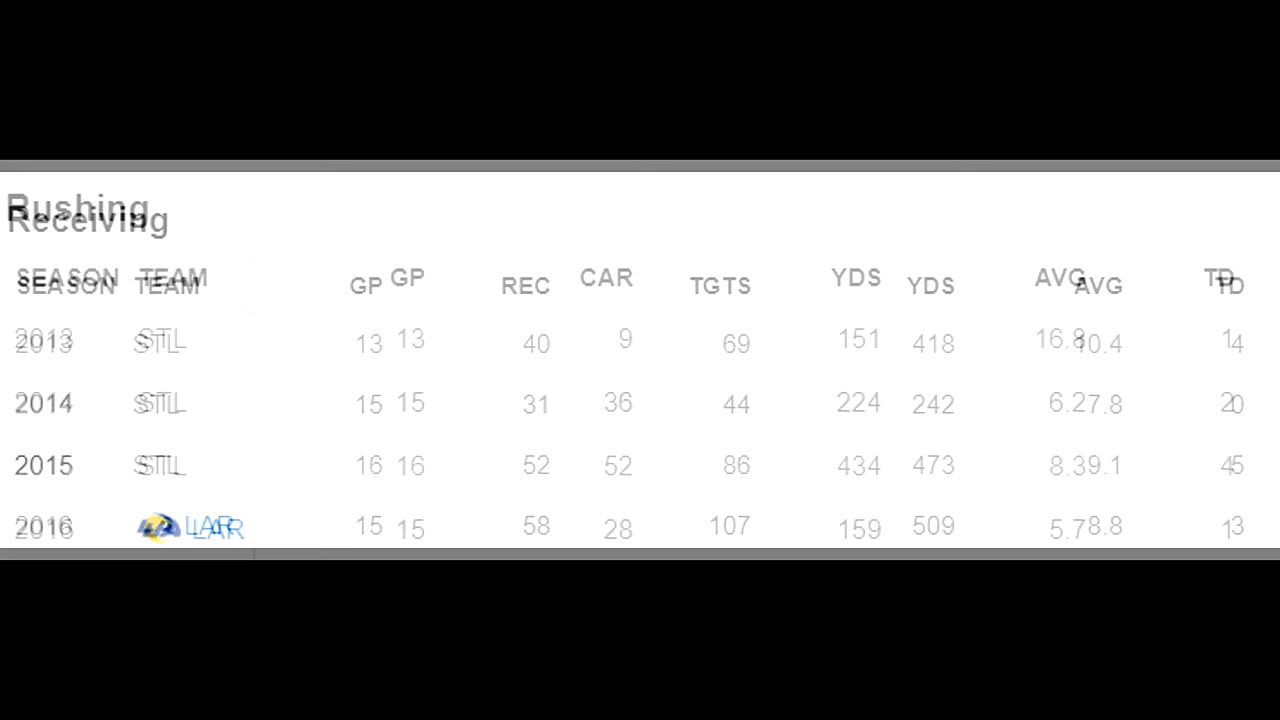 Rushing
SEASON TEAM GP CAR YDS AVG TD
2013 STL 13 9 151 16.8 1
2014 STL 15 36 224 6.2 2
2015 STL 16 52 434 8.3 4
2016 LAR 15 28 159 5.7 1
Receiving
SEASON TEAM GP REC TGTS YDS AVG TD
2013 STL 13 40 69 418 10.4 4
2014 STL 15 31 44 242 7.8 0
2015 STL 16 52 86 473 9.1 5
2016 LAR 15 58 107 509 8.8 3